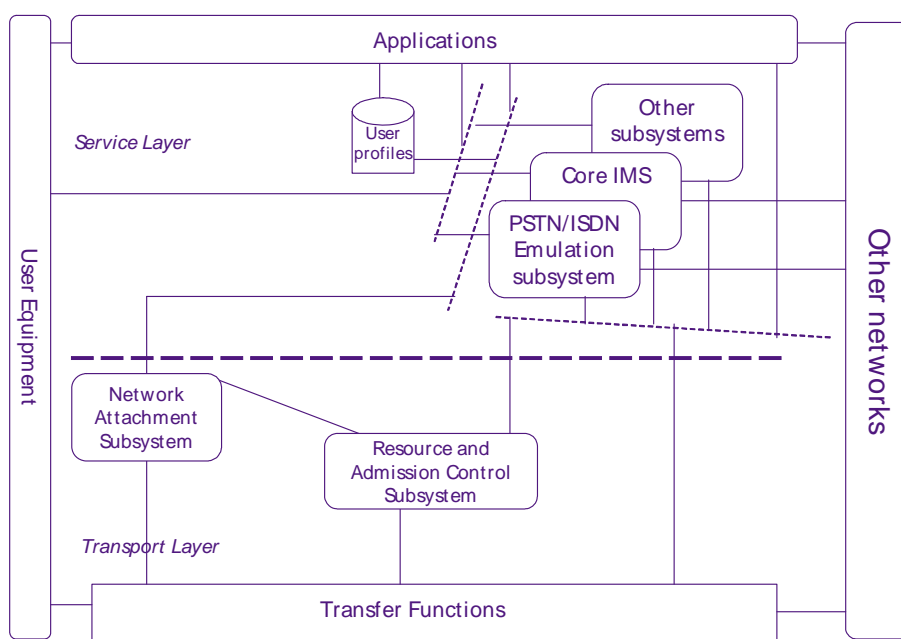 Applications
Other
subsystems
User
profiles
Service Layer
Core IMS
PSTN/ISDN
Emulation
subsystem
User Equipment
Other networks
Network
Attachment
Subsystem
Resource and
Admission Control
Subsystem
Transport Layer
Transfer Functions